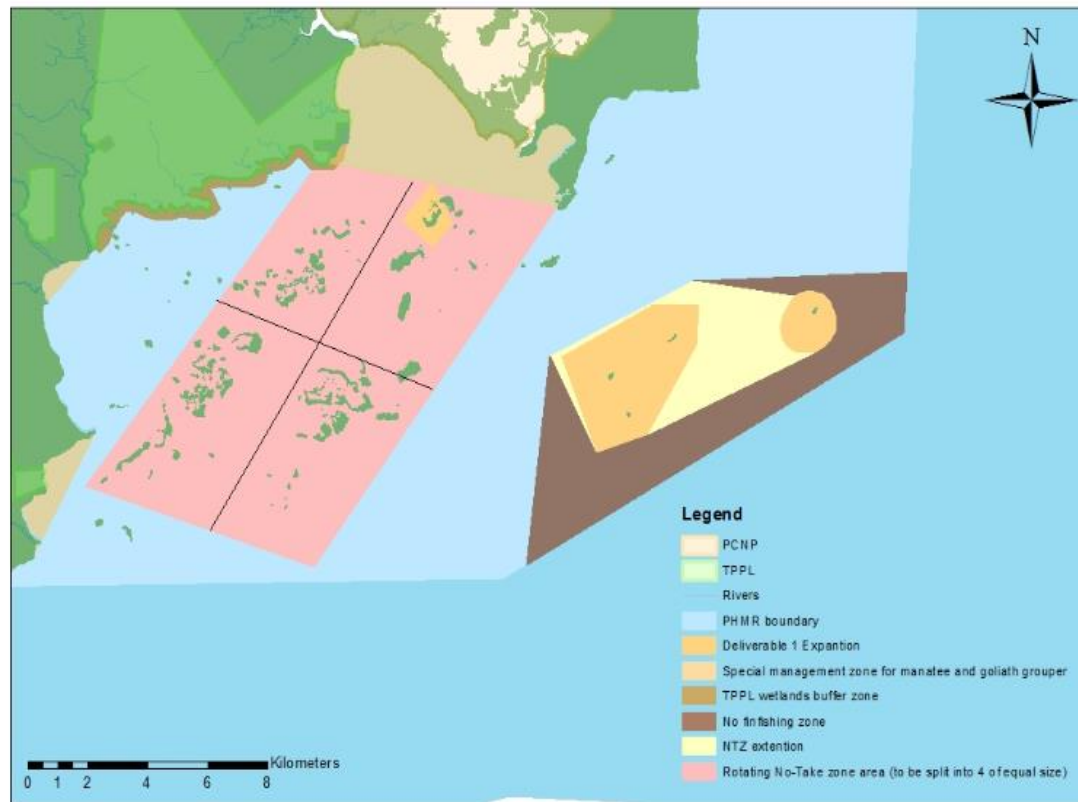 N
Legend
PCNP
TPPL
Rivers
PHMR boundary
Deliverable 1 Expantion
Special management zone for manatee and goliath grouper
TPPL wetlands buffer zone
No finfishing zone
NTZ extention
Rotating No-Take zone area (to be split into 4 of equal size)
Kilometers
0 1 2 4 6 8